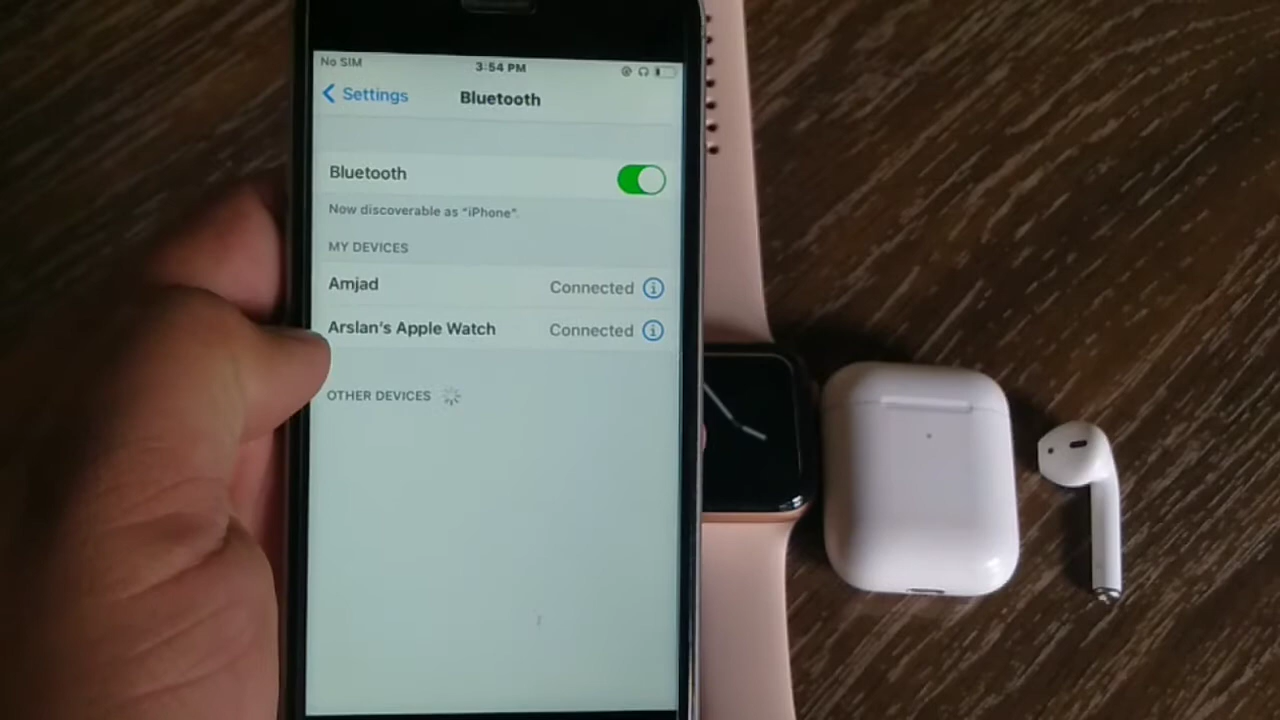 No SIM
3:54 PM
Settings
Bluetooth
Bluetooth
Now discoverable as “iPhone”.
MY DEVICES
Amjad Connected
Arslan's Apple Watch Connected
OTHER DEVICES